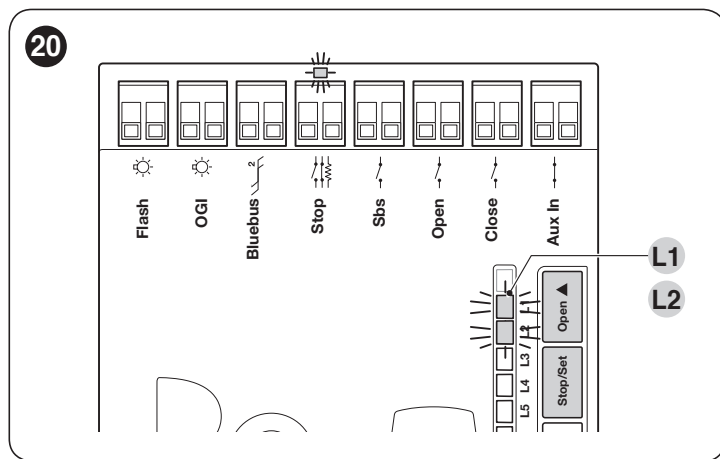 20
Flash
OGI
Bluebus
2
Stop
Sbs
Open
Close
Aux In
L1
L2
L1
L2
L3
L4
L5
Open ▲
Stop/Set